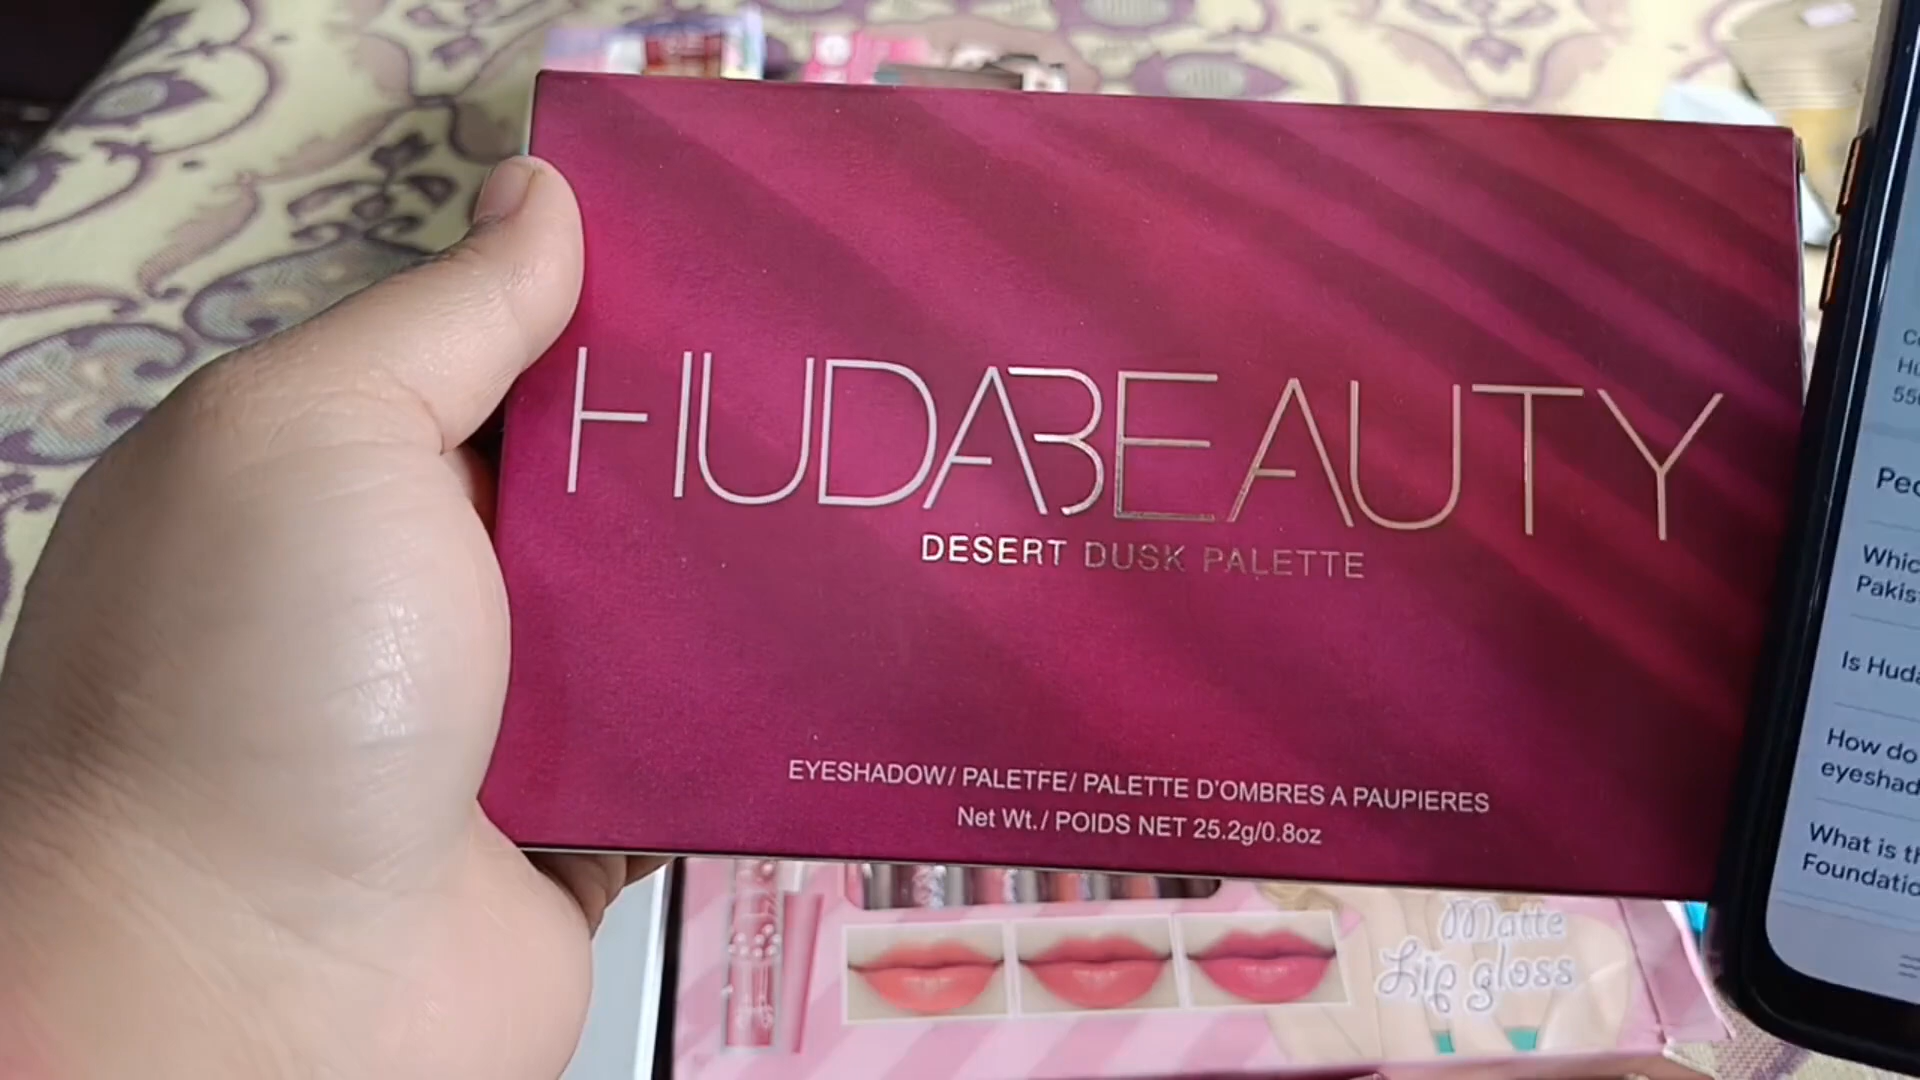 HUDABEAUTY
DESERT DUSK PALETTE
EYESHADOW/ PALETFE/ PALETTE D'OMBRES A PAUPIERES
Net Wt./ POIDS NET 25.2g/0.8oz
Matte
Lip gloss
Whic
Pakis
Is Huda
How do
eyeshad
What is th
Foundatio